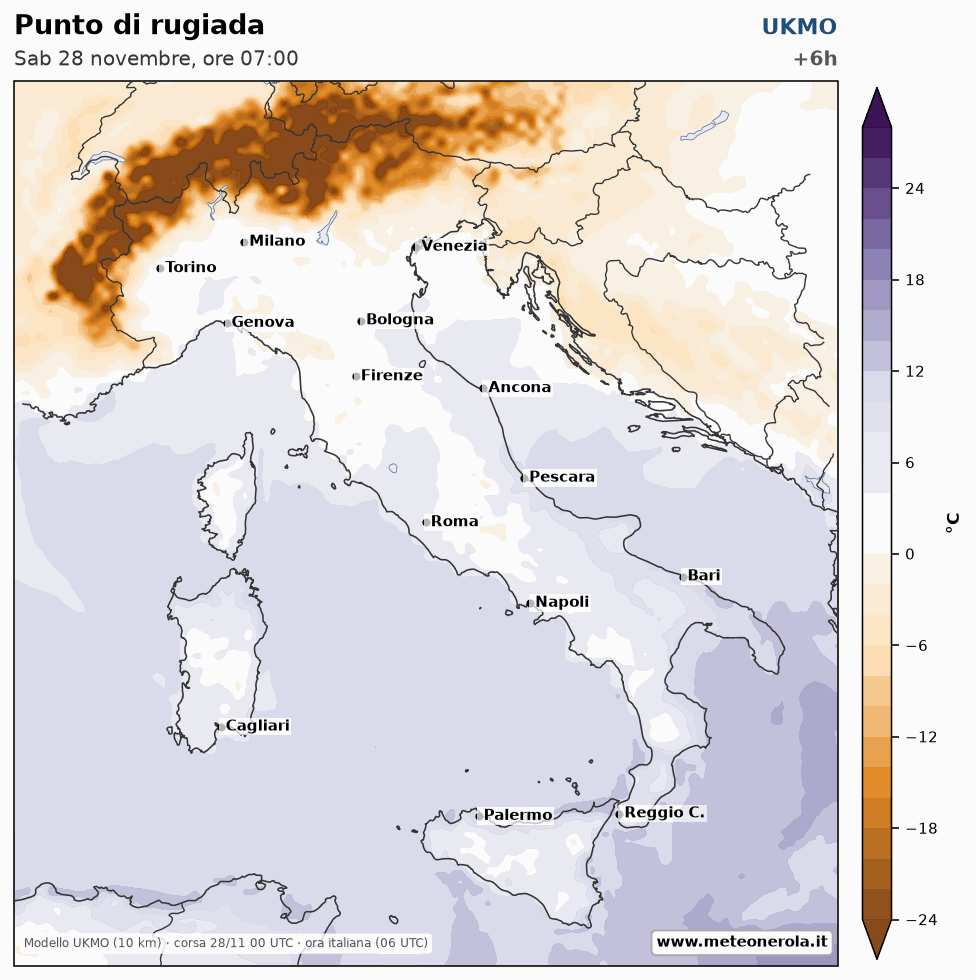 Punto di rugiada
UKMO
Sab 28 novembre, ore 07:00
+6h
Milano
Venezia
Torino
Genova
Bologna
Firenze
Ancona
Pescara
Roma
Bari
Napoli
Cagliari
Palermo
Reggio C.
24
18
12
6
0
−6
−12
−18
−24
°C
Modello UKMO (10 km) · corsa 28/11 00 UTC · ora italiana (06 UTC)
www.meteonerola.it